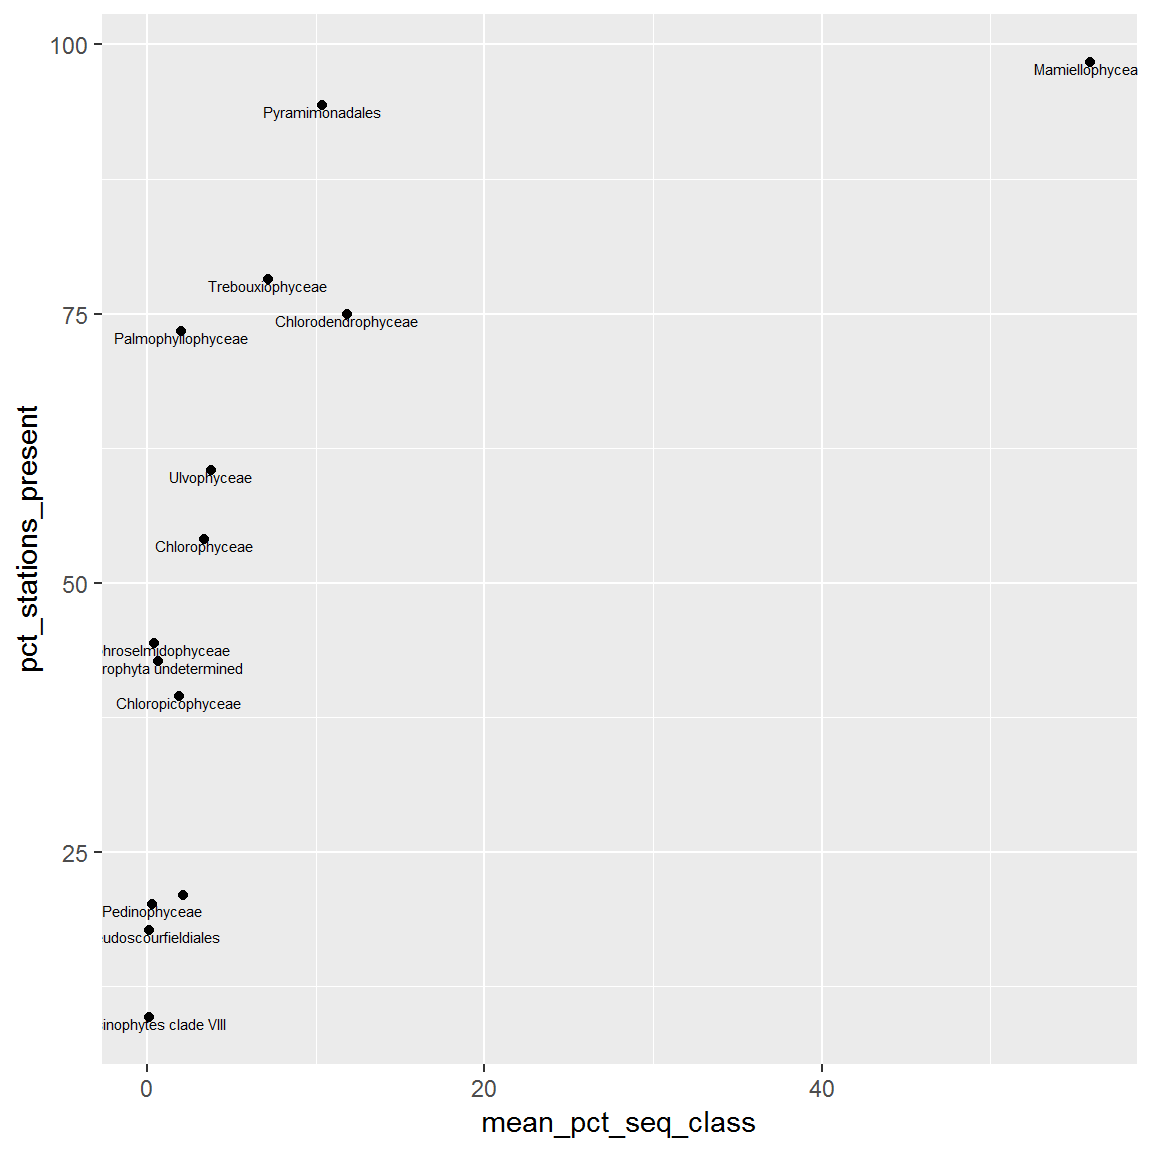 100
Mamiellophycea
Pyramimonadales
Trebouxiophyceae
75
Chlorodendrophyceae
Palmophyllophyceae
Ulvophyceae
Chlorophyceae
50
hroselmidophyceae
rophyta undetermined
Chloropicophyceae
25
Pedinophyceae
udoscourfieldiales
inophytes clade VIII
0
20
40
mean_pct_seq_class
pct_stations_present